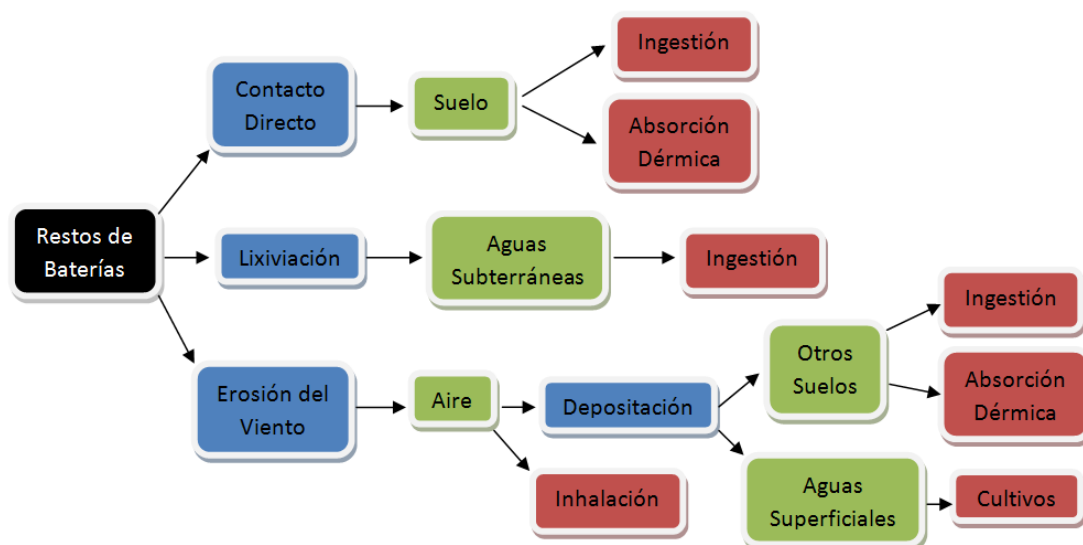 Restos de
Baterías
Contacto
Directo
Suelo
Ingestión
Absorción
Dérmica
Lixiviación
Aguas
Subterráneas
Ingestión
Erosión del
Viento
Aire
Inhalación
Depositación
Otros
Suelos
Ingestión
Absorción
Dérmica
Aguas
Superficiales
Cultivos